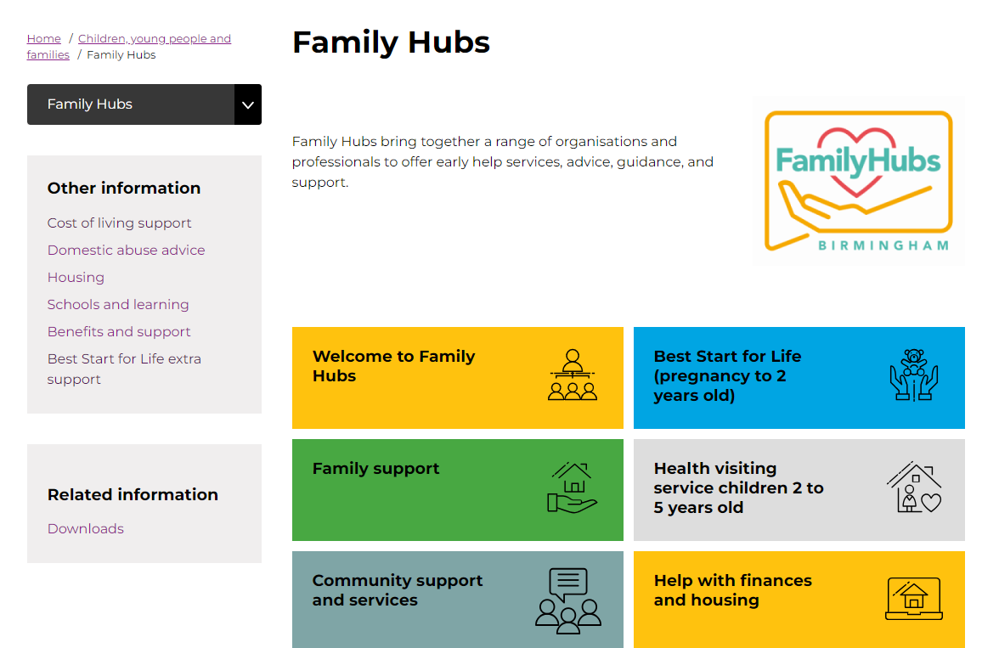 Home / Children, young people and
families / Family Hubs
Family Hubs
Other information
Cost of living support
Domestic abuse advice
Housing
Schools and learning
Benefits and support
Best Start for Life extra
support
Related information
Downloads
Family Hubs
Family Hubs bring together a range of organisations and
professionals to offer early help services, advice, guidance, and
support.
FamilyHubs
BIRMINGHAM
Welcome to Family
Hubs
Best Start for Life
(pregnancy to 2
years old)
Family support
Health visiting
service children 2 to
5 years old
Community support
and services
Help with finances
and housing